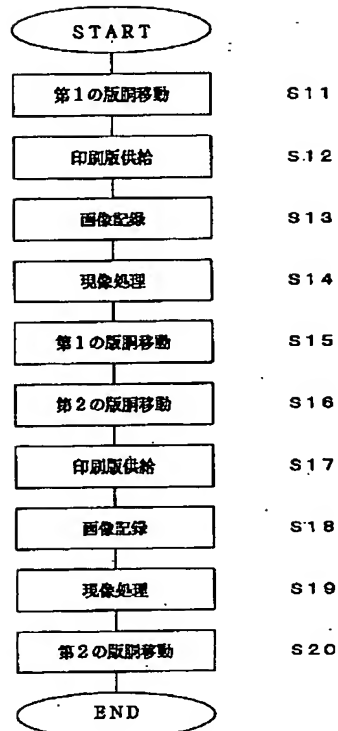 START
第1の版胴移動 S11
印刷版供給 S12
画像記録 S13
現像処理 S14
第1の版胴移動 S15
第2の版胴移動 S16
印刷版供給 S17
画像記録 S18
現像処理 S19
第2の版胴移動 S20
END